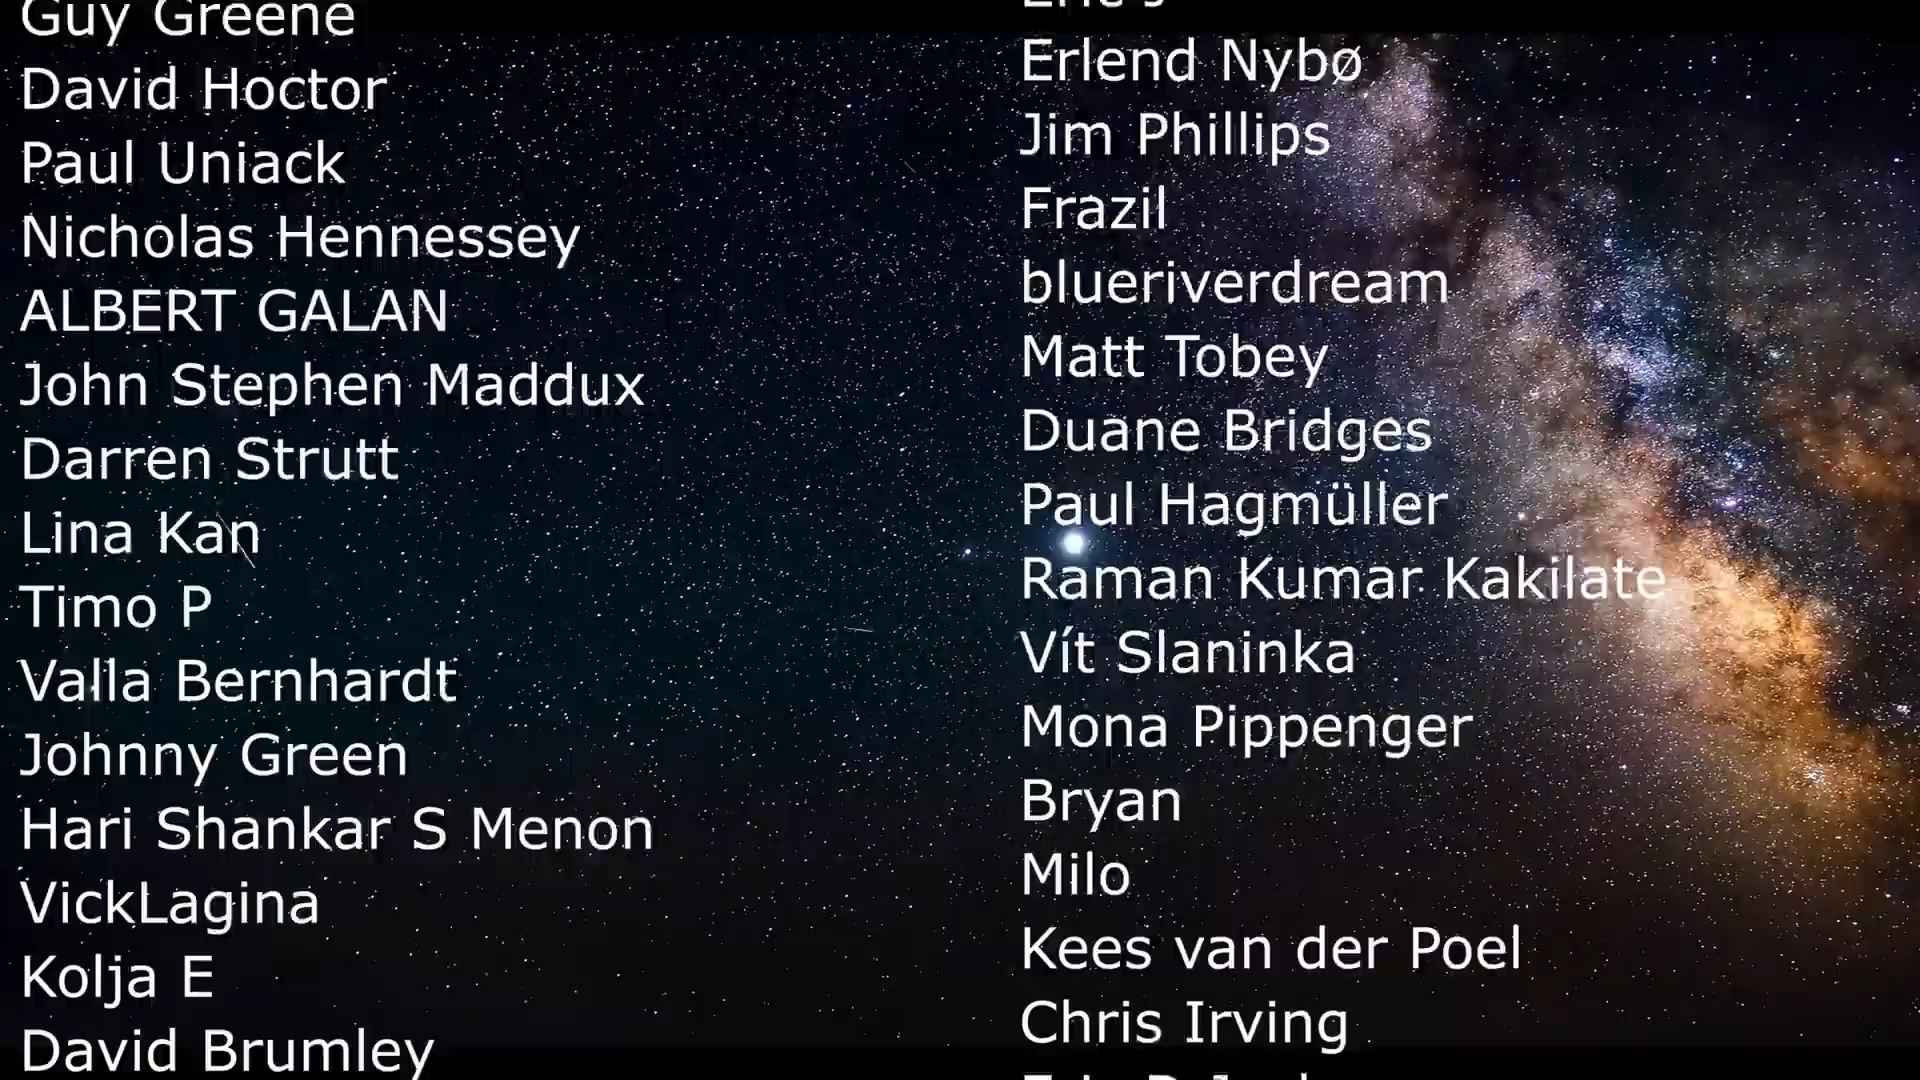 Guy Greene
David Hoctor
Paul Uniack
Nicholas Hennessey
ALBERT GALAN
John Stephen Maddux
Darren Strutt
Lina Kan
Timo P
Valla Bernhardt
Johnny Green
Hari Shankar S Menon
VickLagina
Kolja E
David Brumley
Erlend Nybø
Jim Phillips
Frazil
blueriverdream
Matt Tobey
Duane Bridges
Paul Hagmüller
Raman Kumar Kakilate
Vít Slaninka
Mona Pippenger
Bryan
Milo
Kees van der Poel
Chris Irving